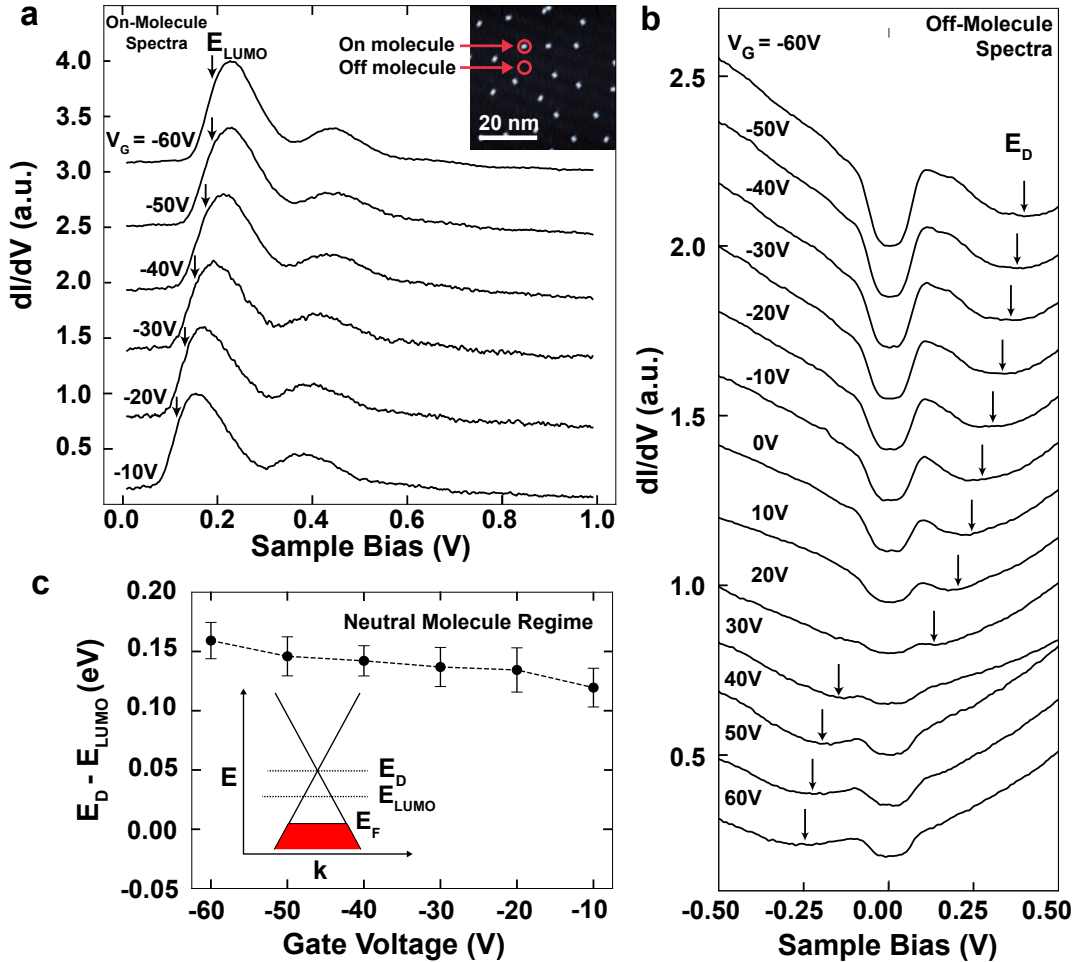 a
On-Molecule
Spectra
E_LUMO
On molecule
Off molecule
20 nm
V_G = -60V
-50V
-40V
-30V
-20V
-10V
4.0
3.5
3.0
2.5
2.0
1.5
1.0
0.5
dI/dV (a.u.)
0.0 0.2 0.4 0.6 0.8 1.0
Sample Bias (V)
b
Off-Molecule
Spectra
V_G = -60V
E_D
-50V
-40V
-30V
-20V
-10V
0V
10V
20V
30V
40V
50V
60V
2.5
2.0
1.5
1.0
0.5
dI/dV (a.u.)
-0.50 -0.25 0.00 0.25 0.50
Sample Bias (V)
c
Neutral Molecule Regime
0.20
0.15
0.10
0.05
0.00
-0.05
E_D - E_LUMO (eV)
E
E_D
E_LUMO
E_F
k
-60 -50 -40 -30 -20 -10
Gate Voltage (V)